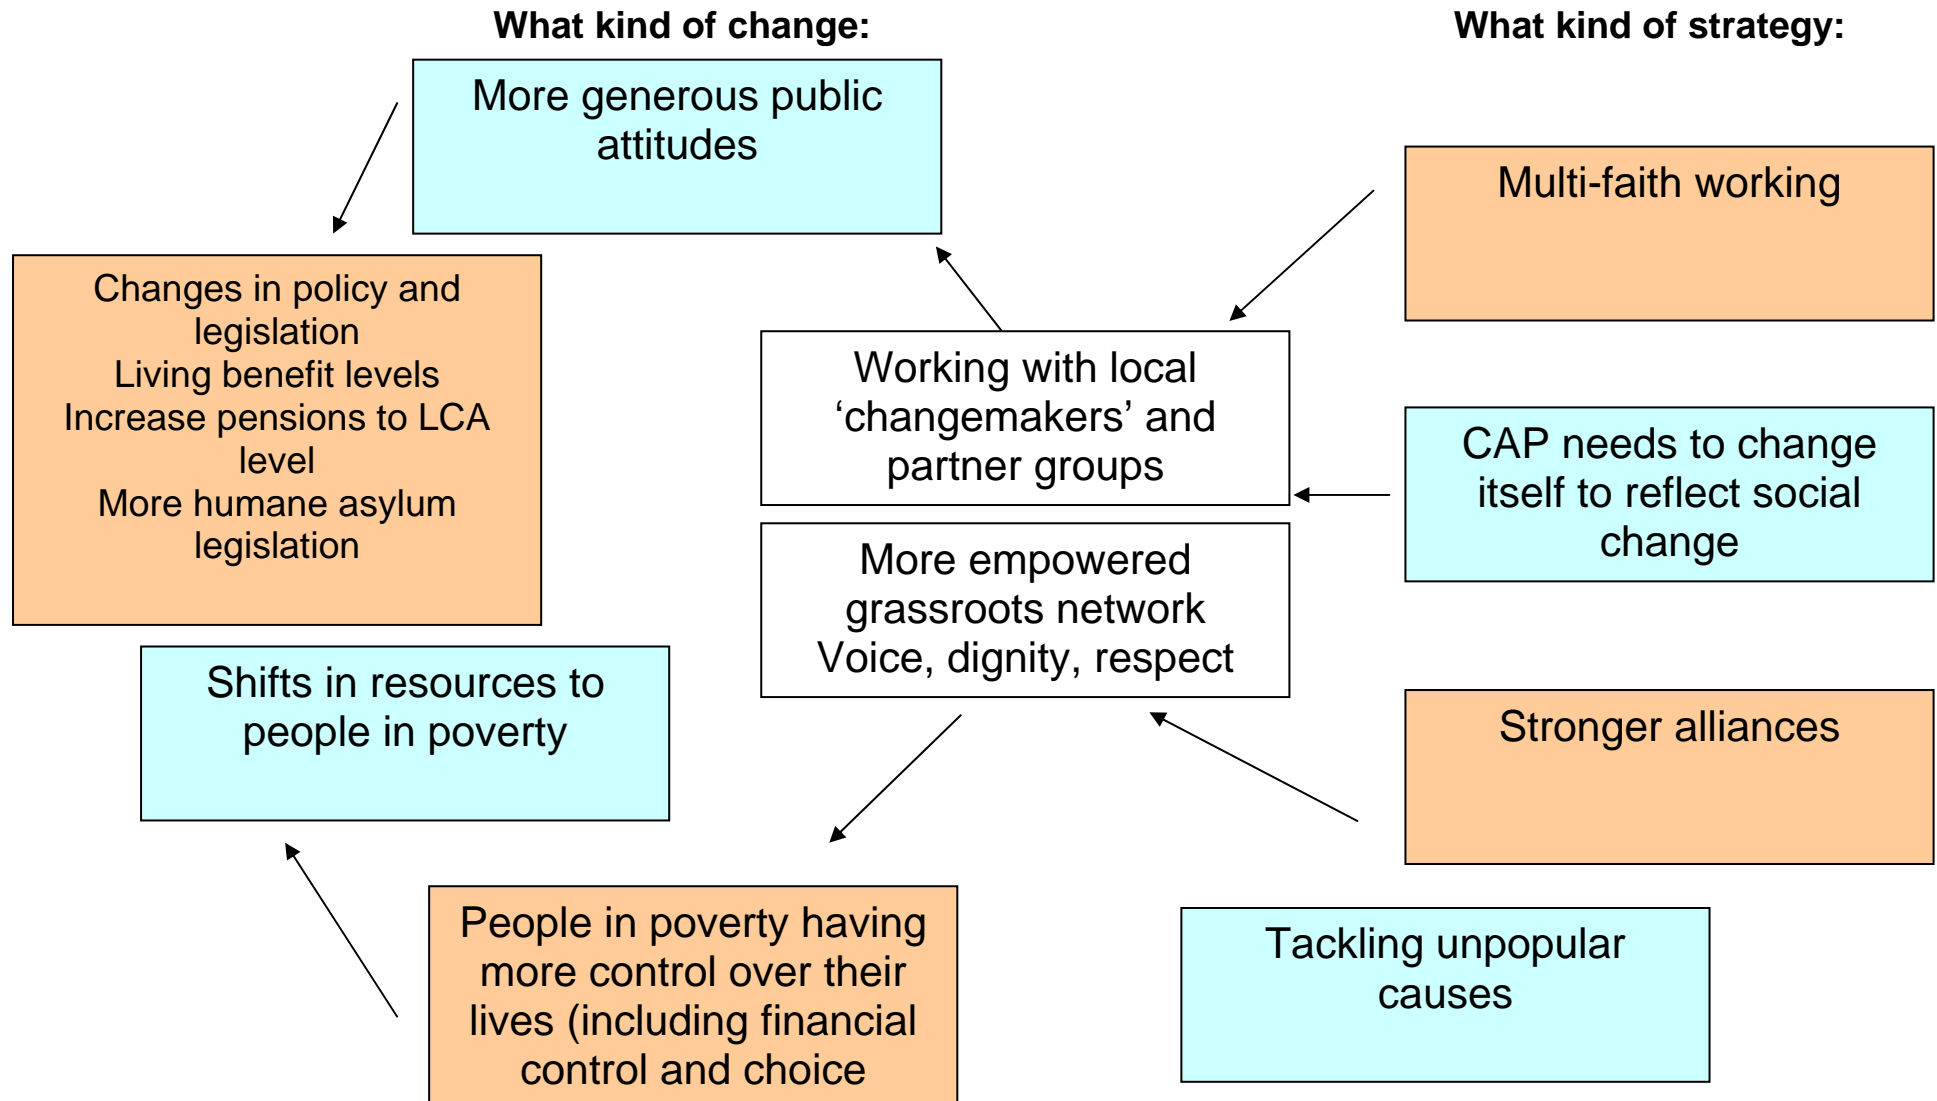 What kind of change:
What kind of strategy:
More generous public
attitudes
Multi-faith working
Changes in policy and
legislation
Living benefit levels
Increase pensions to LCA
level
More humane asylum
legislation
Working with local
‘changemakers’ and
partner groups
CAP needs to change
itself to reflect social
change
More empowered
grassroots network
Voice, dignity, respect
Shifts in resources to
people in poverty
Stronger alliances
People in poverty having
more control over their
lives (including financial
control and choice
Tackling unpopular
causes